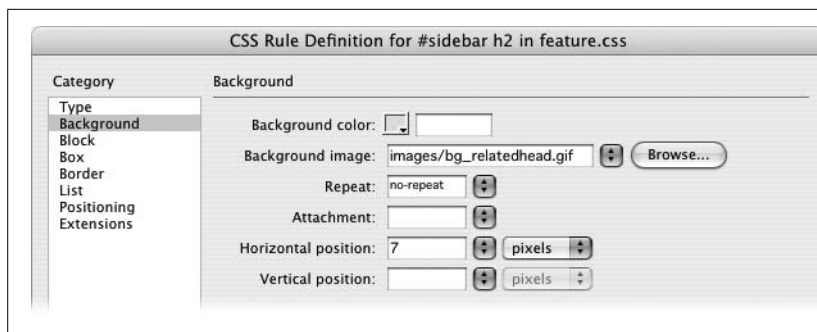 CSS Rule Definition for #sidebar h2 in feature.css
Category
Type
Background
Block
Box
Border
List
Positioning
Extensions
Background
Background color:
Background image: images/bg_relatedhead.gif Browse...
Repeat: no-repeat
Attachment:
Horizontal position: 7 pixels
Vertical position: pixels